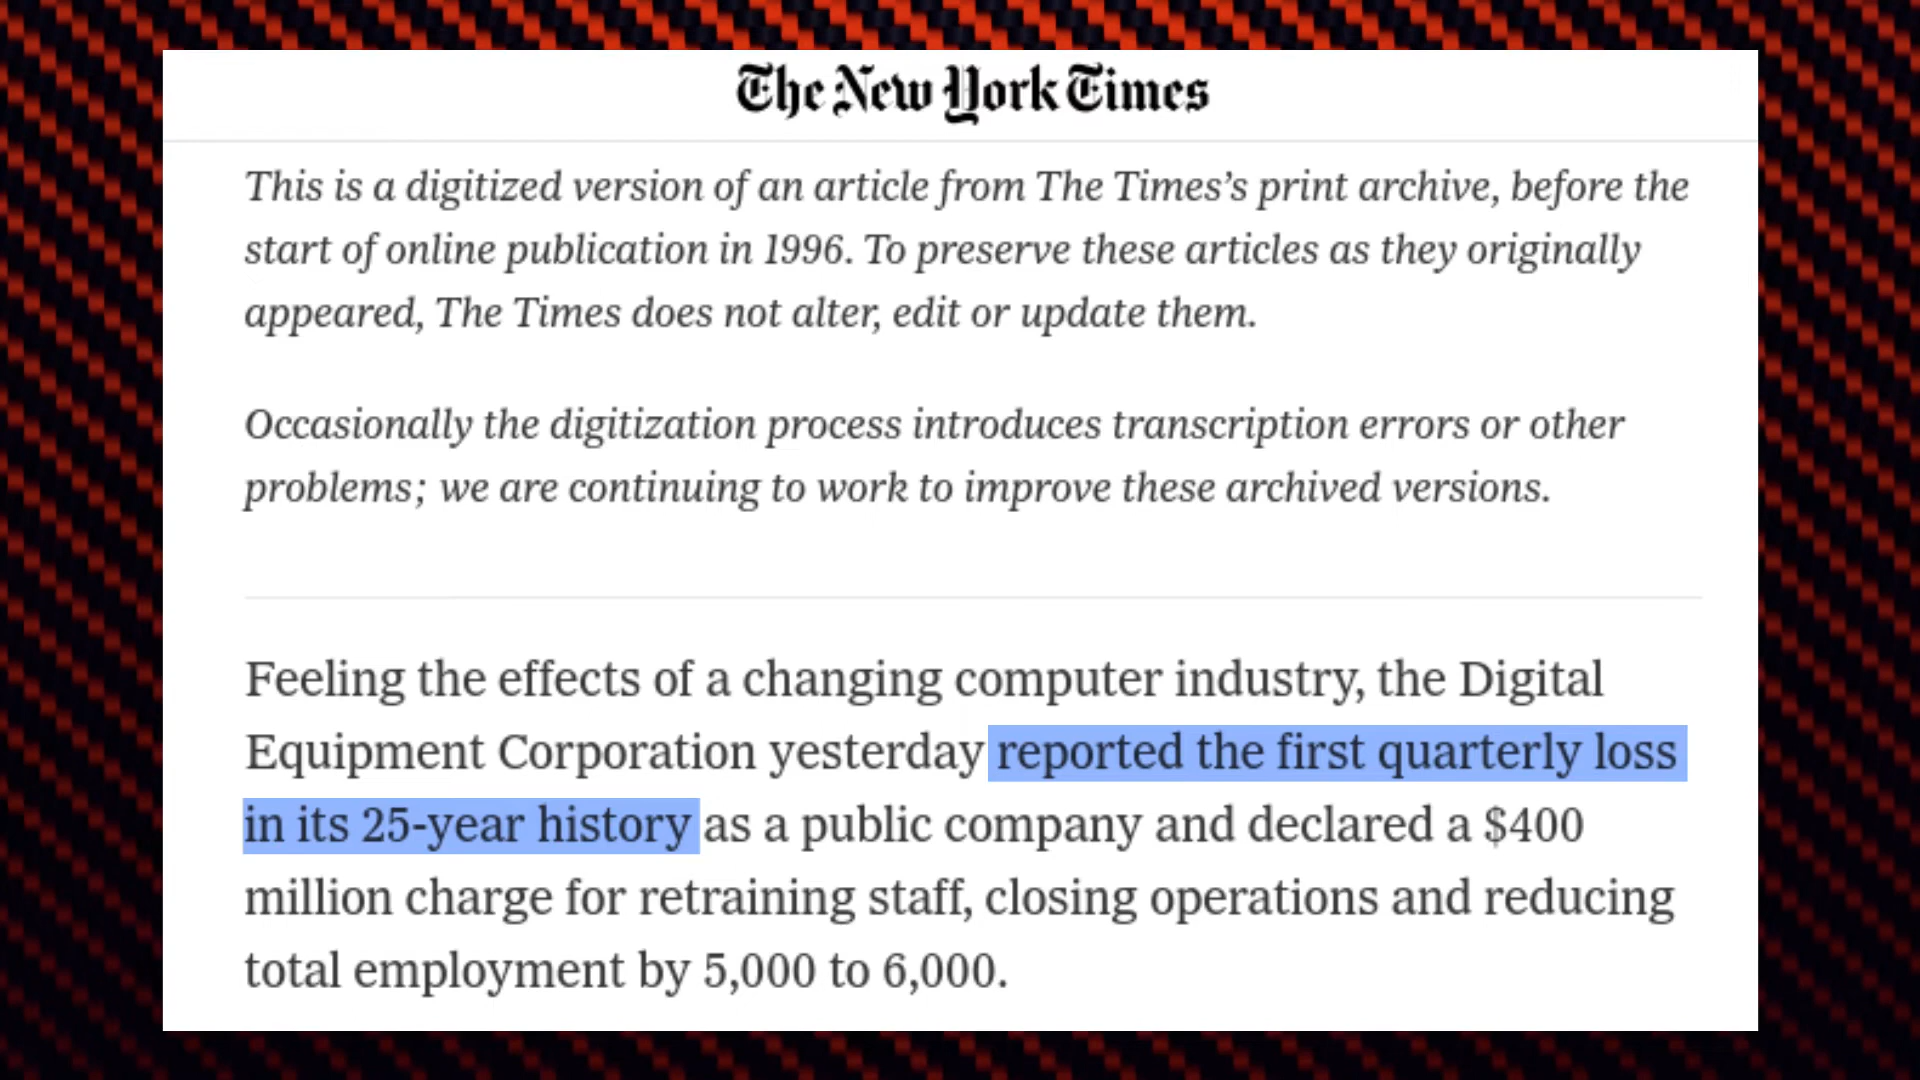 The New York Times
This is a digitized version of an article from The Times’s print archive, before the
start of online publication in 1996. To preserve these articles as they originally
appeared, The Times does not alter, edit or update them.
Occasionally the digitization process introduces transcription errors or other
problems; we are continuing to work to improve these archived versions.
Feeling the effects of a changing computer industry, the Digital
Equipment Corporation yesterday reported the first quarterly loss
in its 25-year history as a public company and declared a $400
million charge for retraining staff, closing operations and reducing
total employment by 5,000 to 6,000.